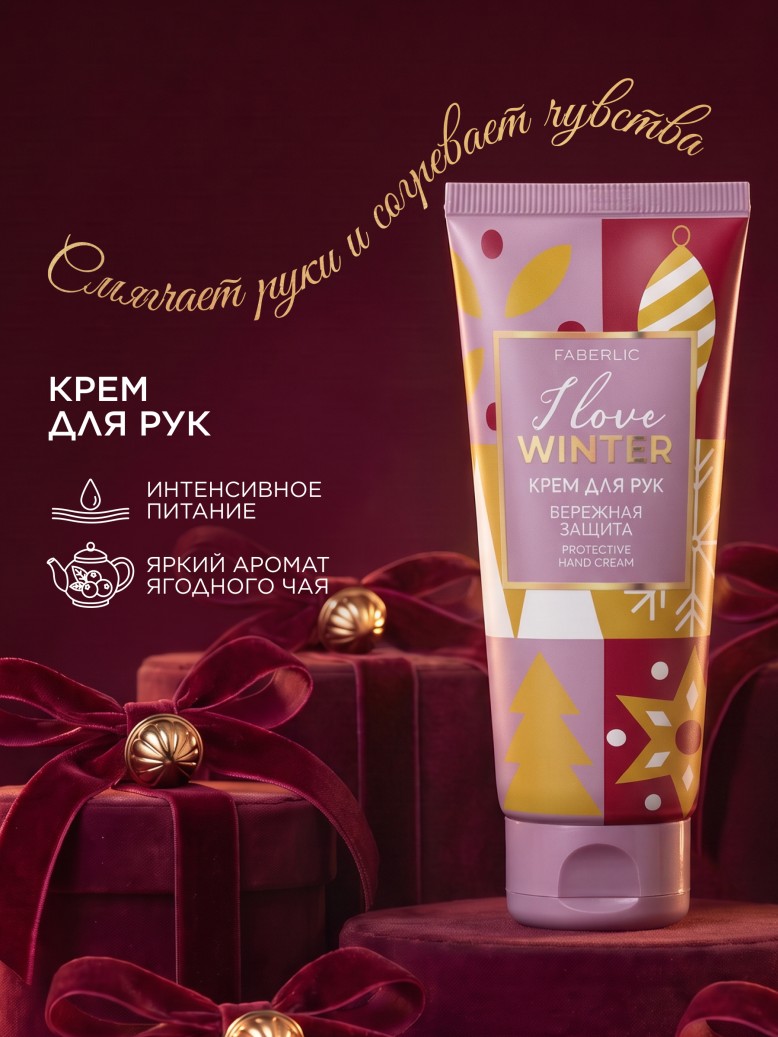 Смягчает руки и согревает чувства
КРЕМ
ДЛЯ РУК
ИНТЕНСИВНОЕ
ПИТАНИЕ
ЯРКИЙ АРОМАТ
ЯГОДНОГО ЧАЯ
FABERLIC
I love
WINTER
КРЕМ ДЛЯ РУК
БЕРЕЖНАЯ
ЗАЩИТА
PROTECTIVE
HAND CREAM